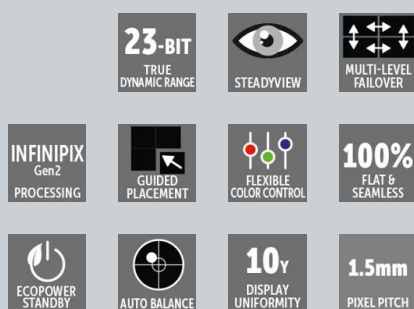 23-BIT
TRUE
DYNAMIC RANGE
STEADYVIEW
MULTI-LEVEL
FAILOVER
INFINIPIX
Gen2
PROCESSING
GUIDED
PLACEMENT
FLEXIBLE
COLOR CONTROL
100%
FLAT &
SEAMLESS
ECOPOWER
STANDBY
AUTO BALANCE
10Y
DISPLAY
UNIFORMITY
1.5mm
PIXEL PITCH